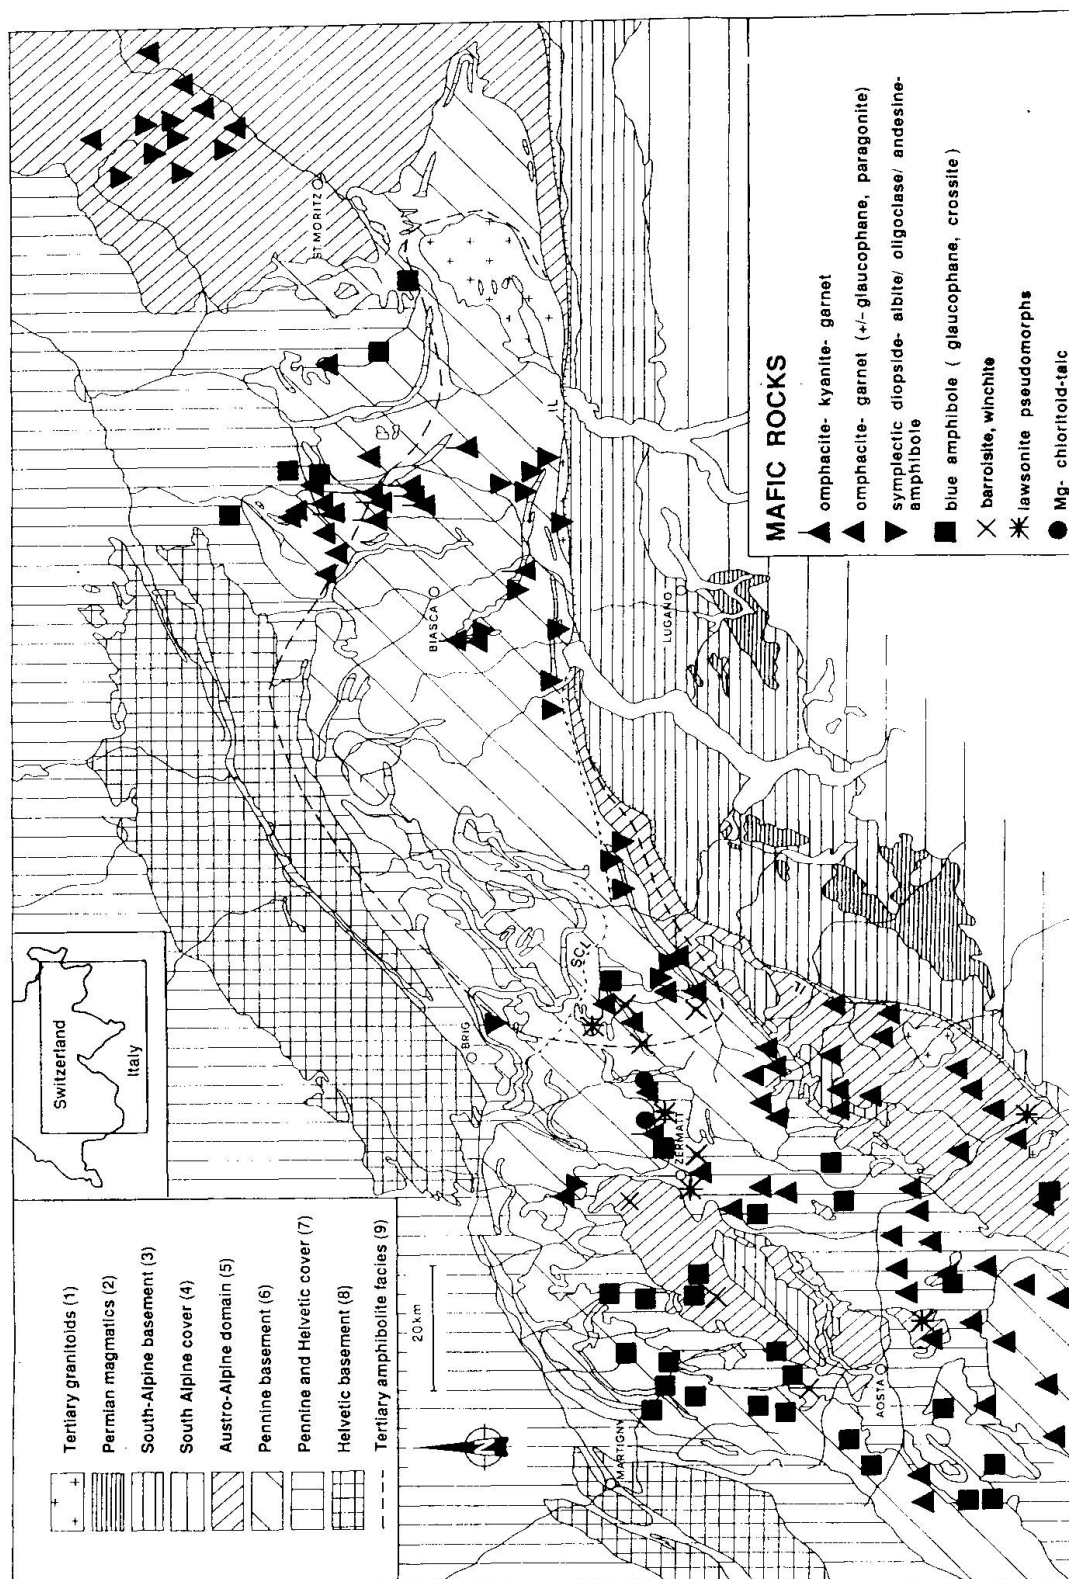 Tertiary granitoids (1)
Permian magmatics (2)
South-Alpine basement (3)
South Alpine cover (4)
Austro-Alpine domain (5)
Pennine basement (6)
Pennine and Helvetic cover (7)
Helvetic basement (8)
Tertiary amphibolite facies (9)
20 km
N
Switzerland
Italy
MARTIGNY
BRIG
ZERMATT
AOSTA
SCL
BIASCA
LUGANO
ST. MORITZ
IL
IL
MAFIC ROCKS
omphacite- kyanite- garnet
omphacite- garnet (+/- glaucophane, paragonite)
symplectic diopside- albite/ oligoclase/ andesine-
amphibole
blue amphibole ( glaucophane, crossite)
barroisite, winchite
lawsonite pseudomorphs
Mg- chloritoid-talc